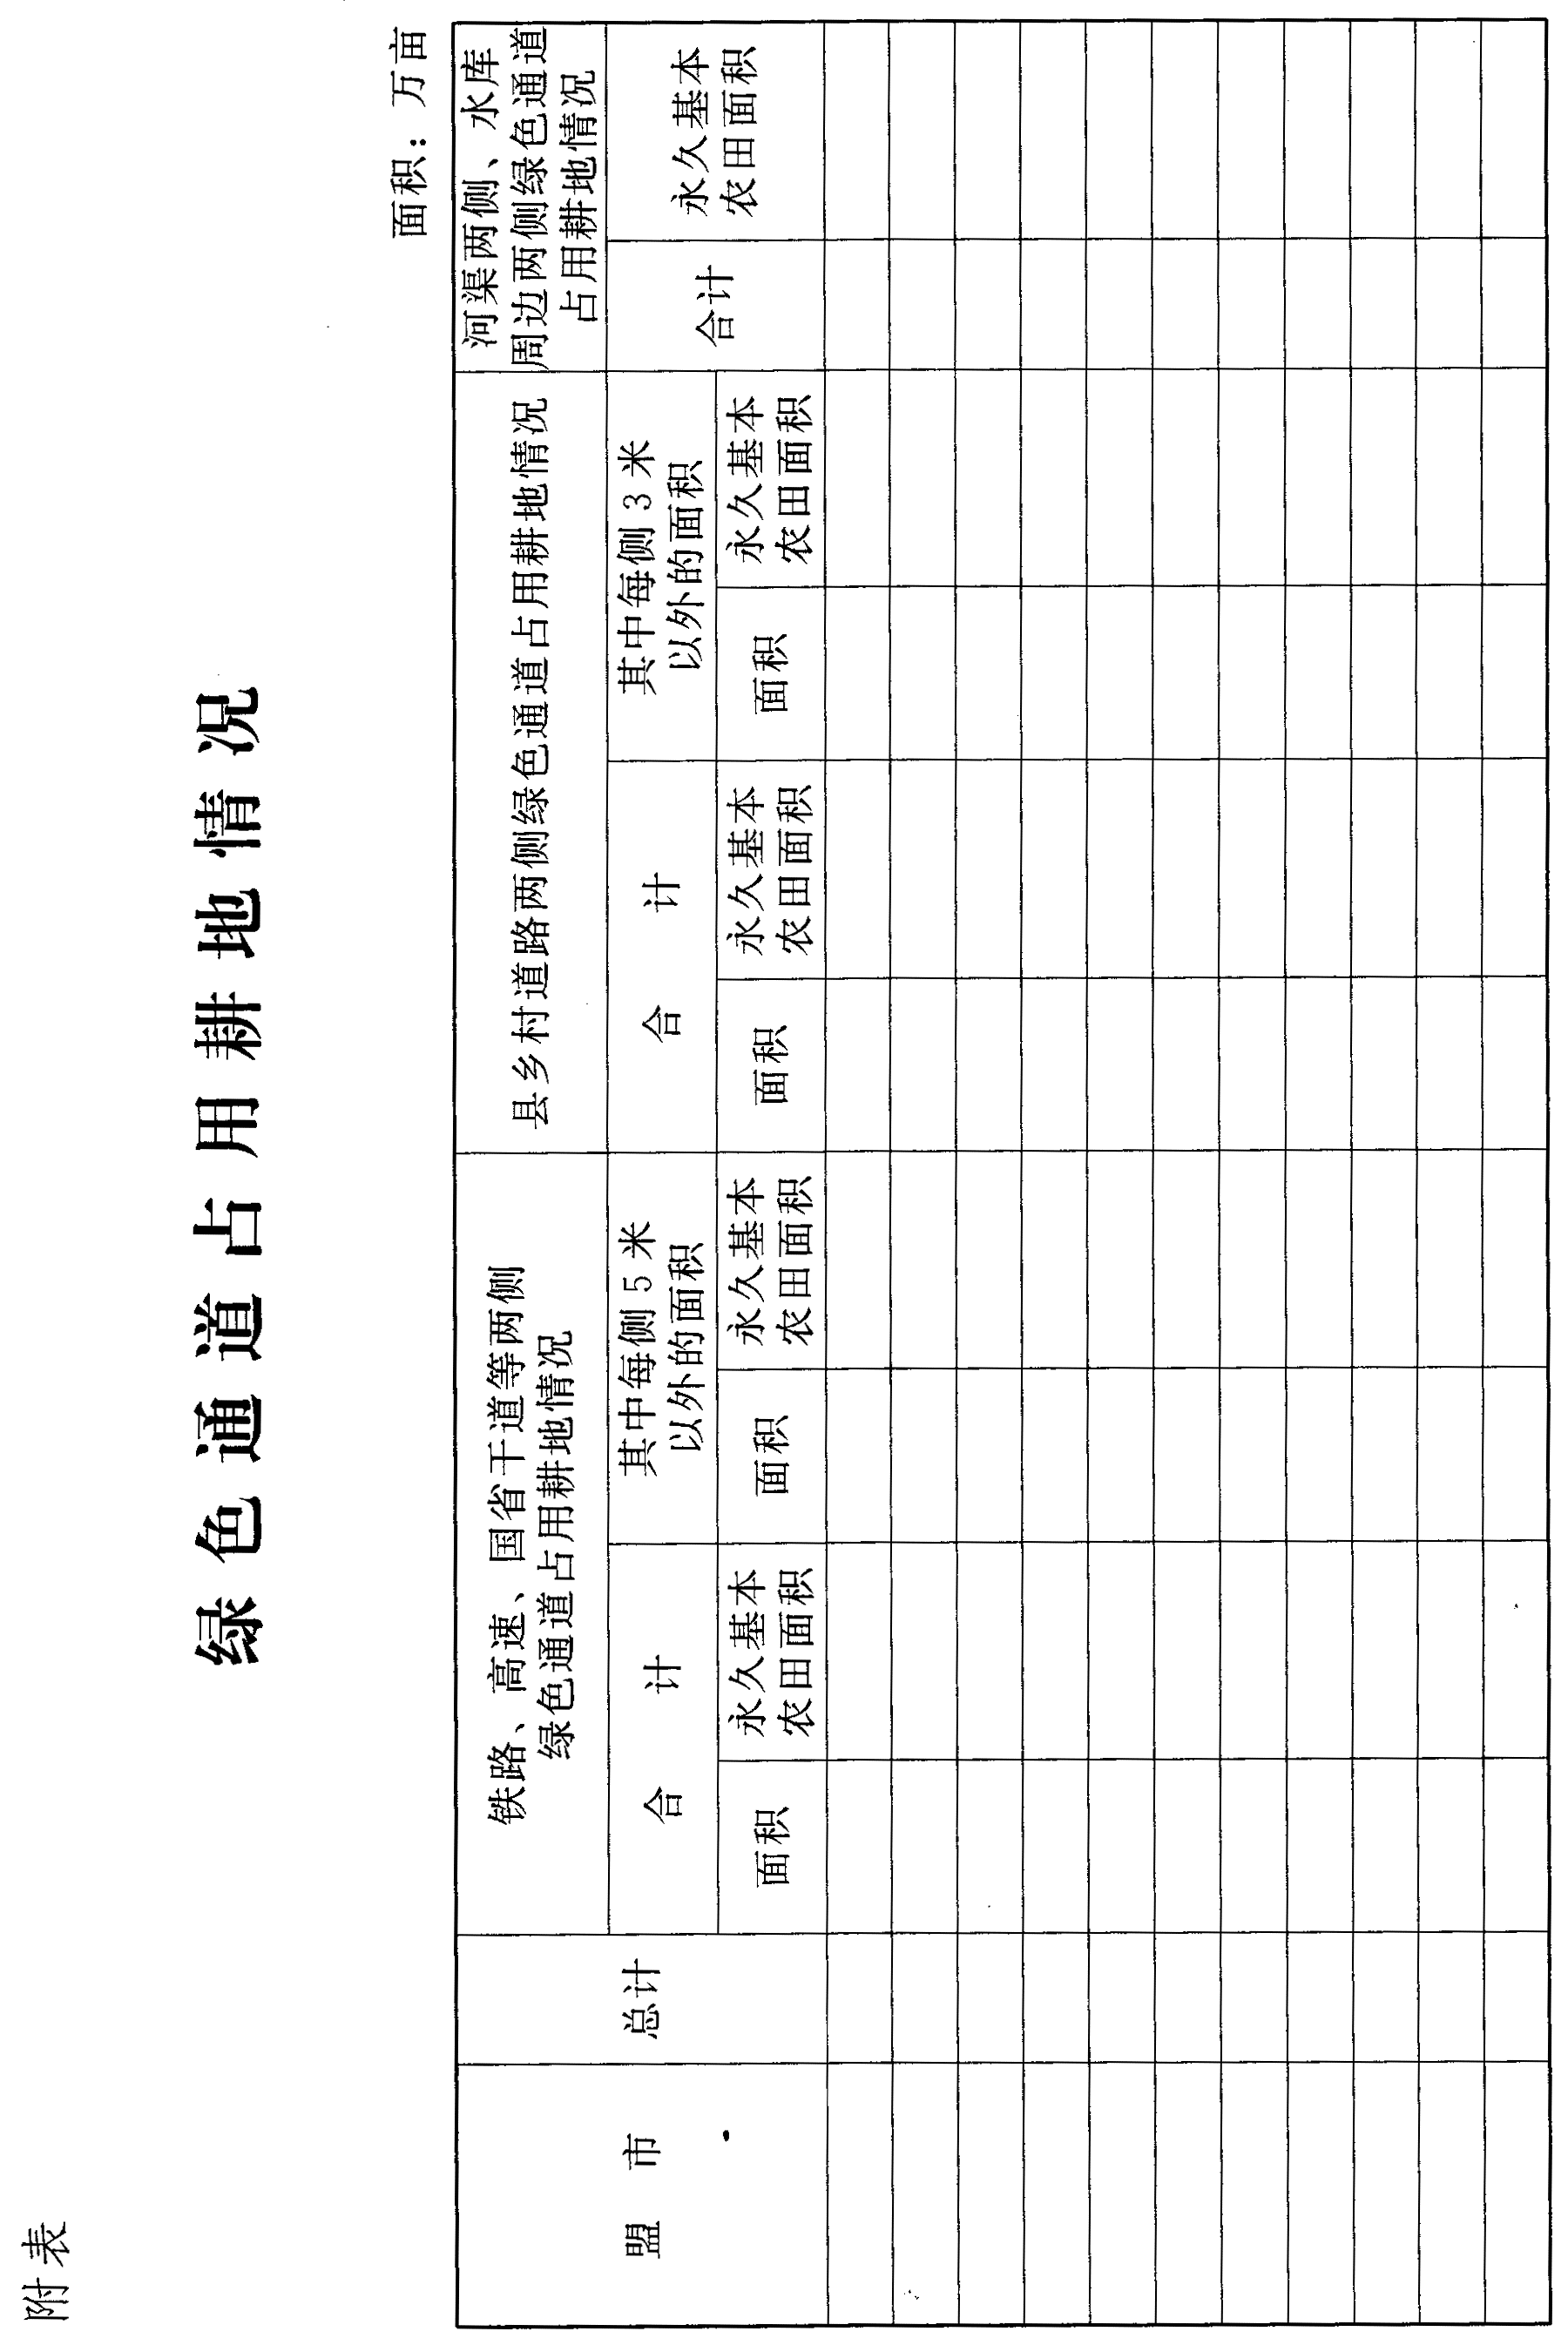 附表
绿色通道占用耕地情况
面积：万亩
盟 市
总计
铁路、高速、国省干道等两侧
绿色通道占用耕地情况
县乡村道路两侧绿色通道占用耕地情况
河渠两侧、水库
周边两侧绿色通道
占用耕地情况
合 计
其中每侧5米
以外的面积
合 计
其中每侧3米
以外的面积
合计
永久基本
农田面积
面积
永久基本
农田面积
面积
永久基本
农田面积
面积
永久基本
农田面积
面积
永久基本
农田面积